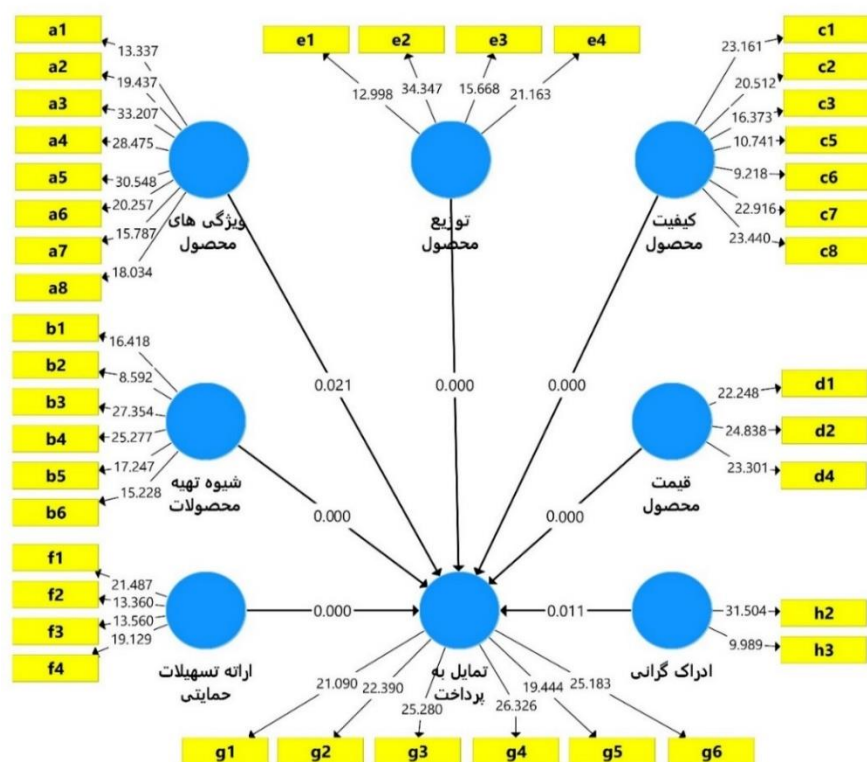 a1
a2
a3
a4
a5
a6
a7
a8
13.337
19.437
33.207
28.475
30.548
20.257
15.787
18.034
ویژگی های
محصول
e1
e2
e3
e4
12.998
34.347
15.668
21.163
توزیع
محصول
c1
c2
c3
c5
c6
c7
c8
23.161
20.512
16.373
10.741
9.218
22.916
23.440
کیفیت
محصول
b1
b2
b3
b4
b5
b6
16.418
8.592
27.354
25.277
17.247
15.228
شیوه تهیه
محصولات
0.021
0.000
0.000
d1
d2
d4
22.248
24.838
23.301
قیمت
محصول
0.000
0.000
f1
f2
f3
f4
21.487
13.360
13.560
19.129
اراته تسهیلات
حمایتی
0.000
تمایل به
پرداخت
0.011
ادراک گرانی
31.504
9.989
h2
h3
21.090
22.390
25.280
26.326
19.444
25.183
g1
g2
g3
g4
g5
g6